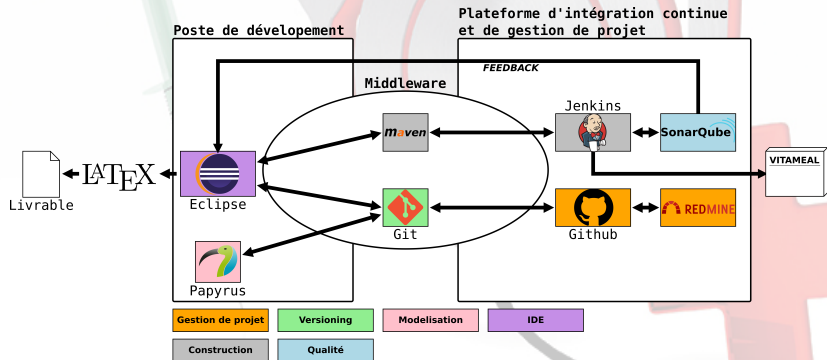 Plateforme d'intégration continue
Poste de dévelopement
et de gestion de projet
FEEDBACK
Middleware
Jenkins
maven
SonarQube
VITAMEAL
LATEX
Livrable
Eclipse
REDMINE
Git
Github
Papyrus
Gestion de projet
Versioning
Modelisation
IDE
Construction
Qualité